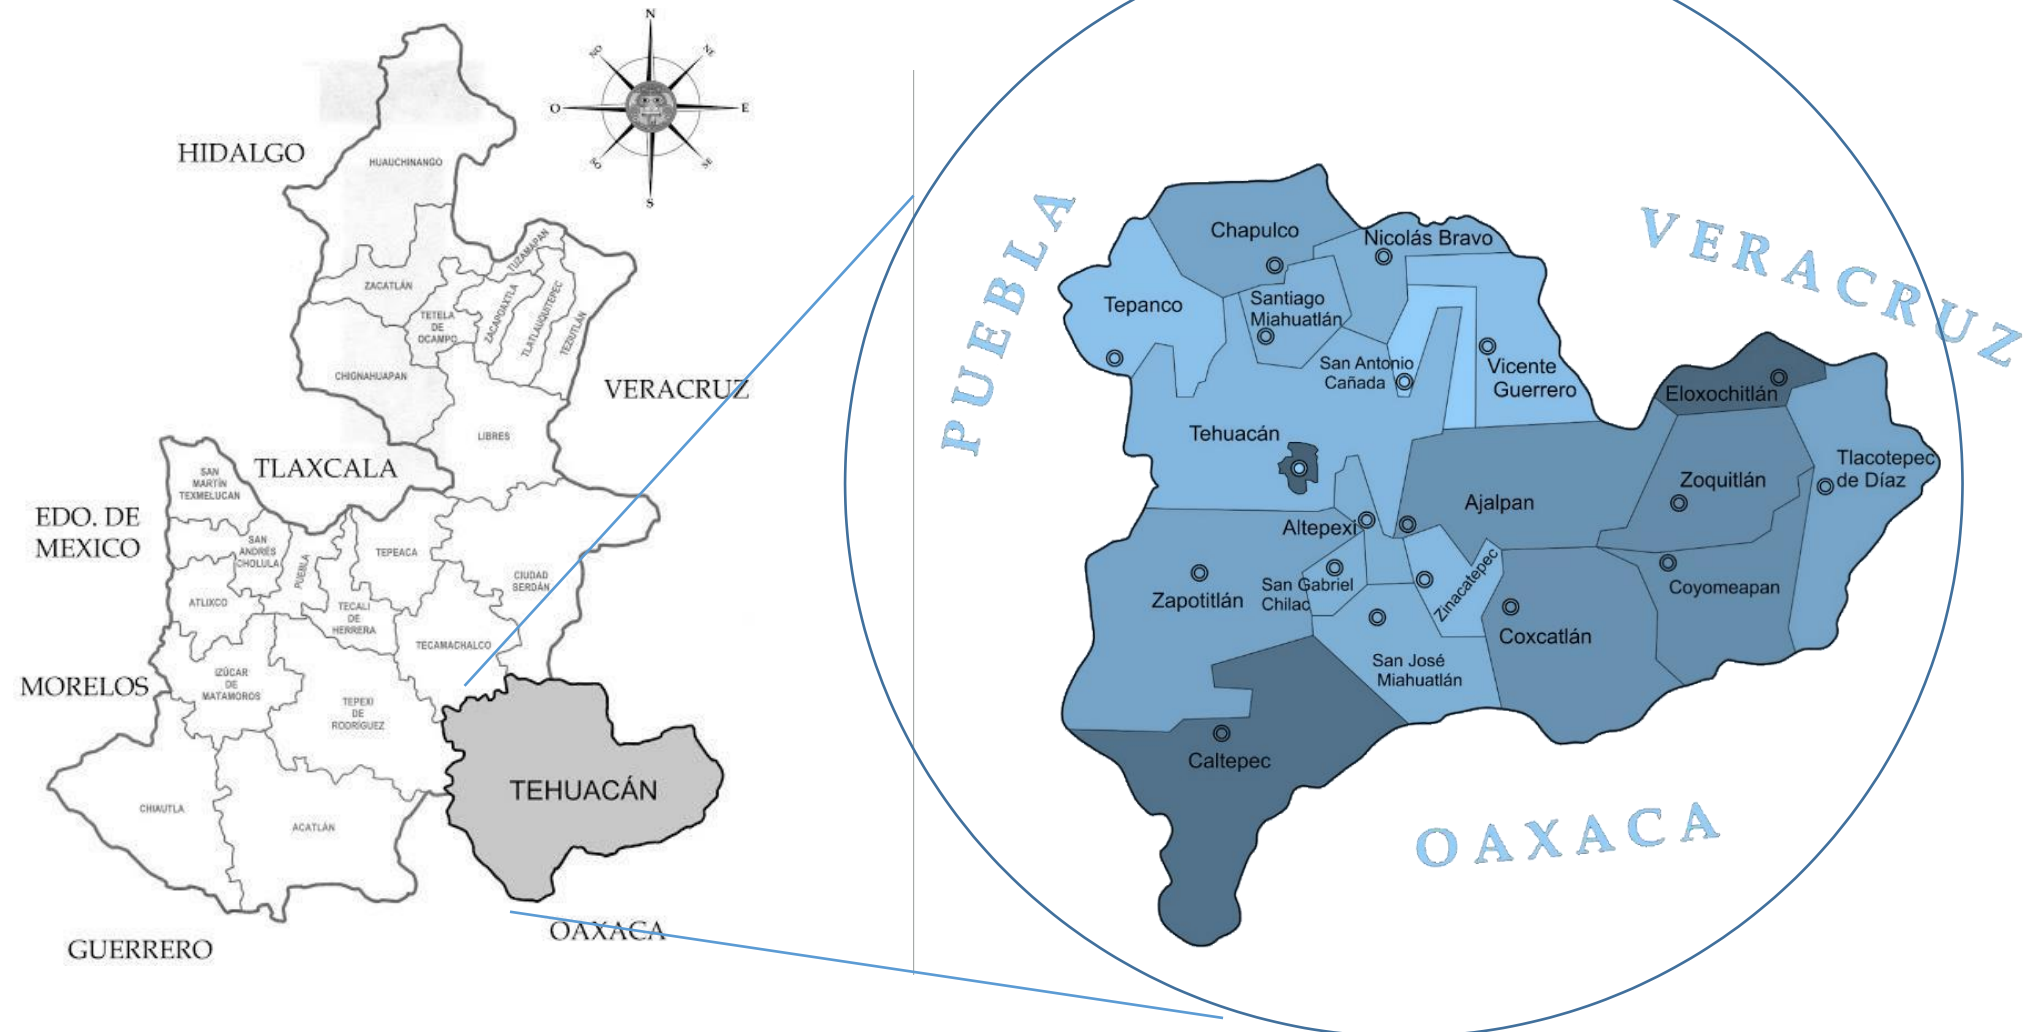 N
NO
NE
O
E
SO
SE
S
HIDALGO
HUAUCHINANGO
ZACATLÁN
TETELA
DE
OCAMPO
TUZAMAPAN
ZACAPOAXTLA
TLATLAUQUITEPEC
TEZIUTLÁN
CHIGNAHUAPAN
VERACRUZ
LIBRES
TLAXCALA
SAN
MARTÍN
TEXMELUCAN
EDO. DE
MEXICO
SAN
ANDRÉS
CHOLULA
PUEBLA
TEPEACA
CIUDAD
SERDÁN
ATLIXCO
TECALI
DE
HERRERA
TECAMACHALCO
MORELOS
IZÚCAR
DE
MATAMOROS
TEPEXI
DE
RODRÍGUEZ
TEHUACÁN
CHIAUTLA
ACATLÁN
GUERRERO
OAXACA
PUEBLA
VERACRUZ
Chapulco
Nicolás Bravo
Tepanco
Santiago
Miahuatlán
San Antonio
Cañada
Vicente
Guerrero
Eloxochitlán
Tehuacán
Tlacotepec
de Díaz
Zoquitlán
Ajalpan
Altepexi
Zapotitlán
San Gabriel
Chilac
Zinacatepec
Coyomeapan
Coxcatlán
San José
Miahuatlán
Caltepec
OAXACA